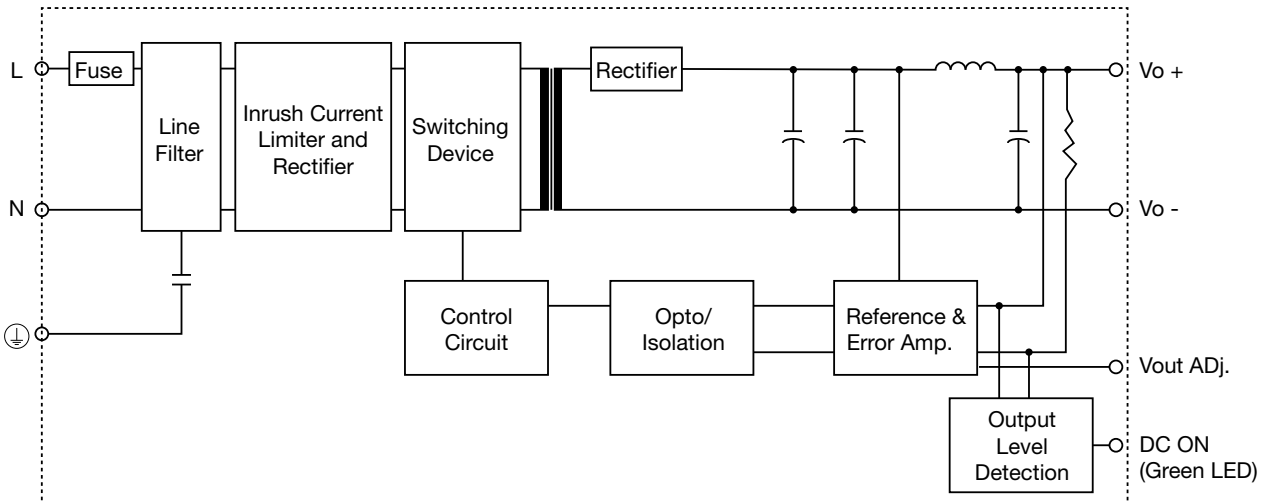 L
Fuse
Line
Filter
Inrush Current
Limiter and
Rectifier
Switching
Device
Rectifier
Vo +
N
Vo -
Control
Circuit
Opto/
Isolation
Reference &
Error Amp.
Vout ADj.
Output
Level
Detection
DC ON
(Green LED)